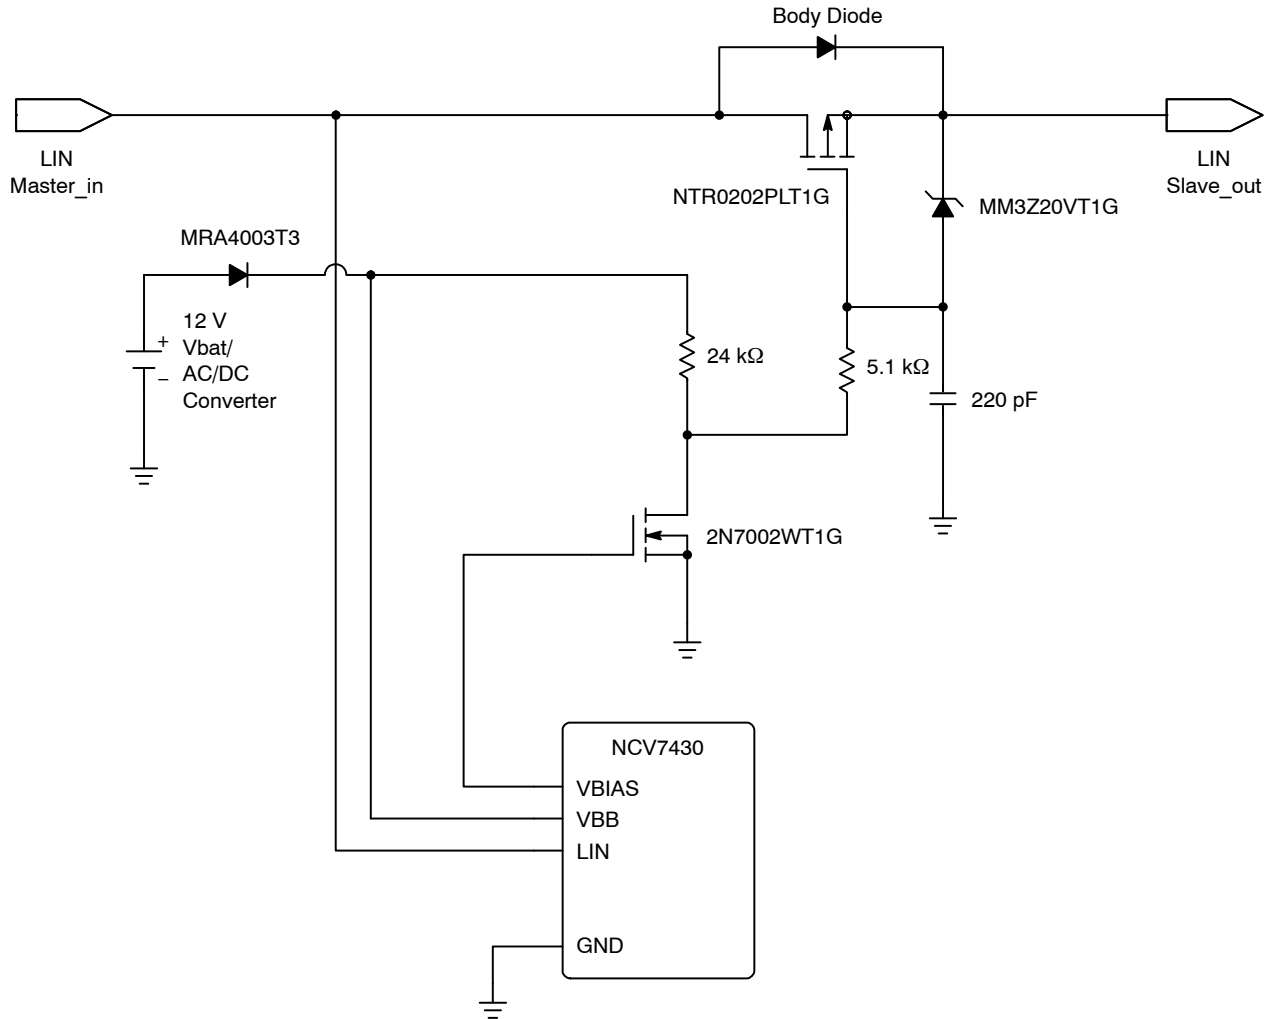 Body Diode
LIN
Master_in
LIN
Slave_out
NTR0202PLT1G
MM3Z20VT1G
MRA4003T3
12 V
Vbat/
AC/DC
Converter
+
−
24 kΩ
5.1 kΩ
220 pF
2N7002WT1G
NCV7430
VBIAS
VBB
LIN
GND